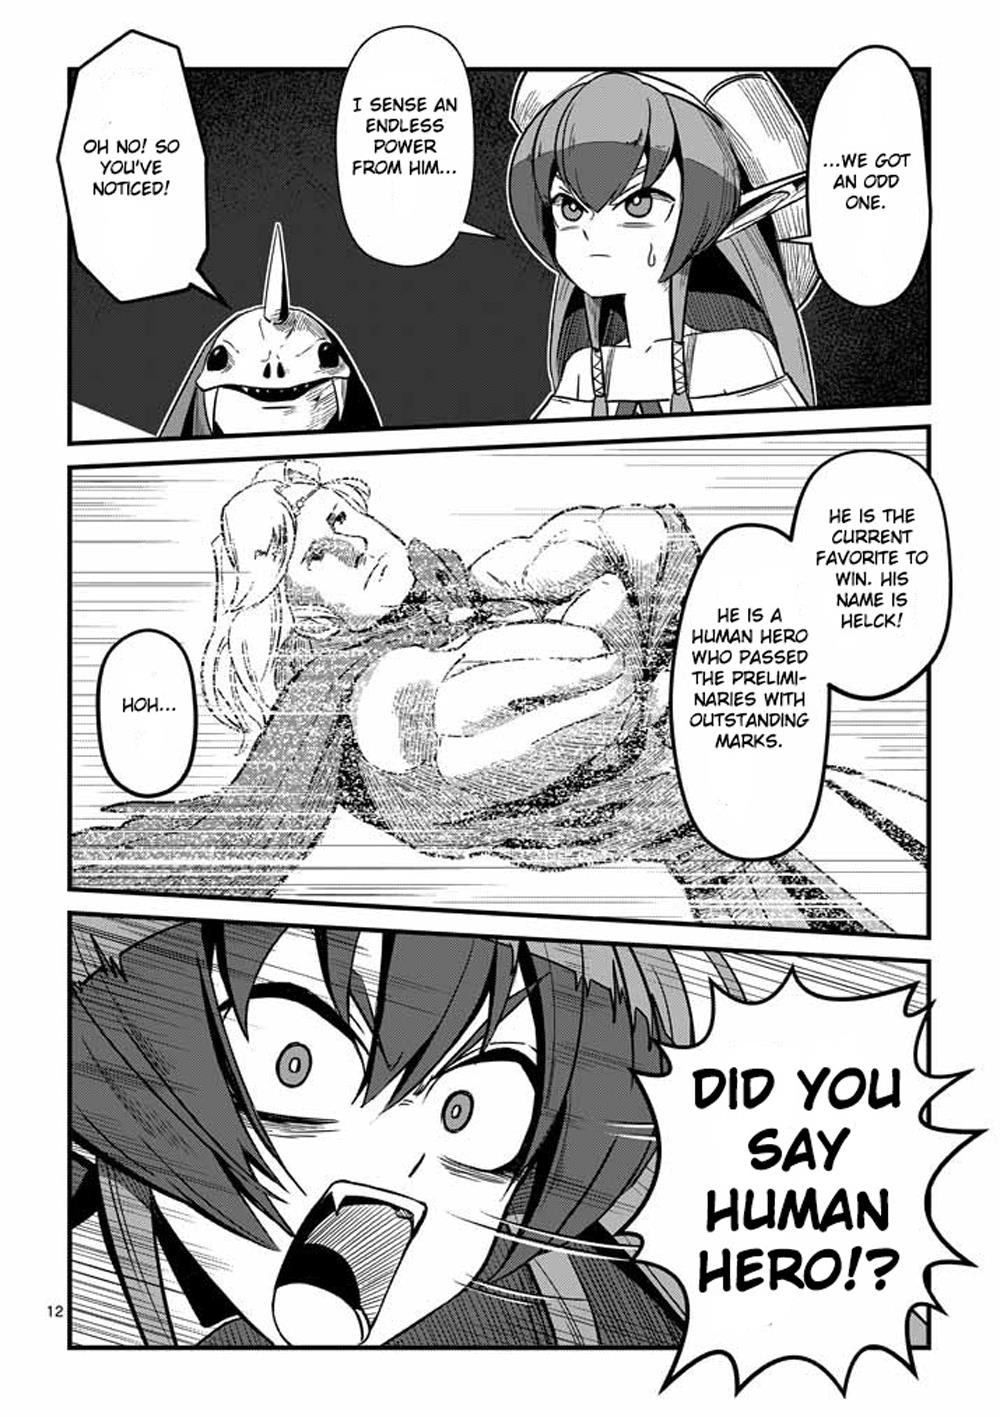 ...WE GOT
AN ODD
ONE.
I SENSE AN
ENDLESS
POWER
FROM HIM...
OH NO! SO
YOU'VE
NOTICED!
HE IS THE
CURRENT
FAVORITE TO
WIN. HIS
NAME IS
HELCK!
HE IS A
HUMAN HERO
WHO PASSED
THE PRELIMI-
NARIES WITH
OUTSTANDING
MARKS.
HOH...
DID YOU
SAY
HUMAN
HERO!?
12